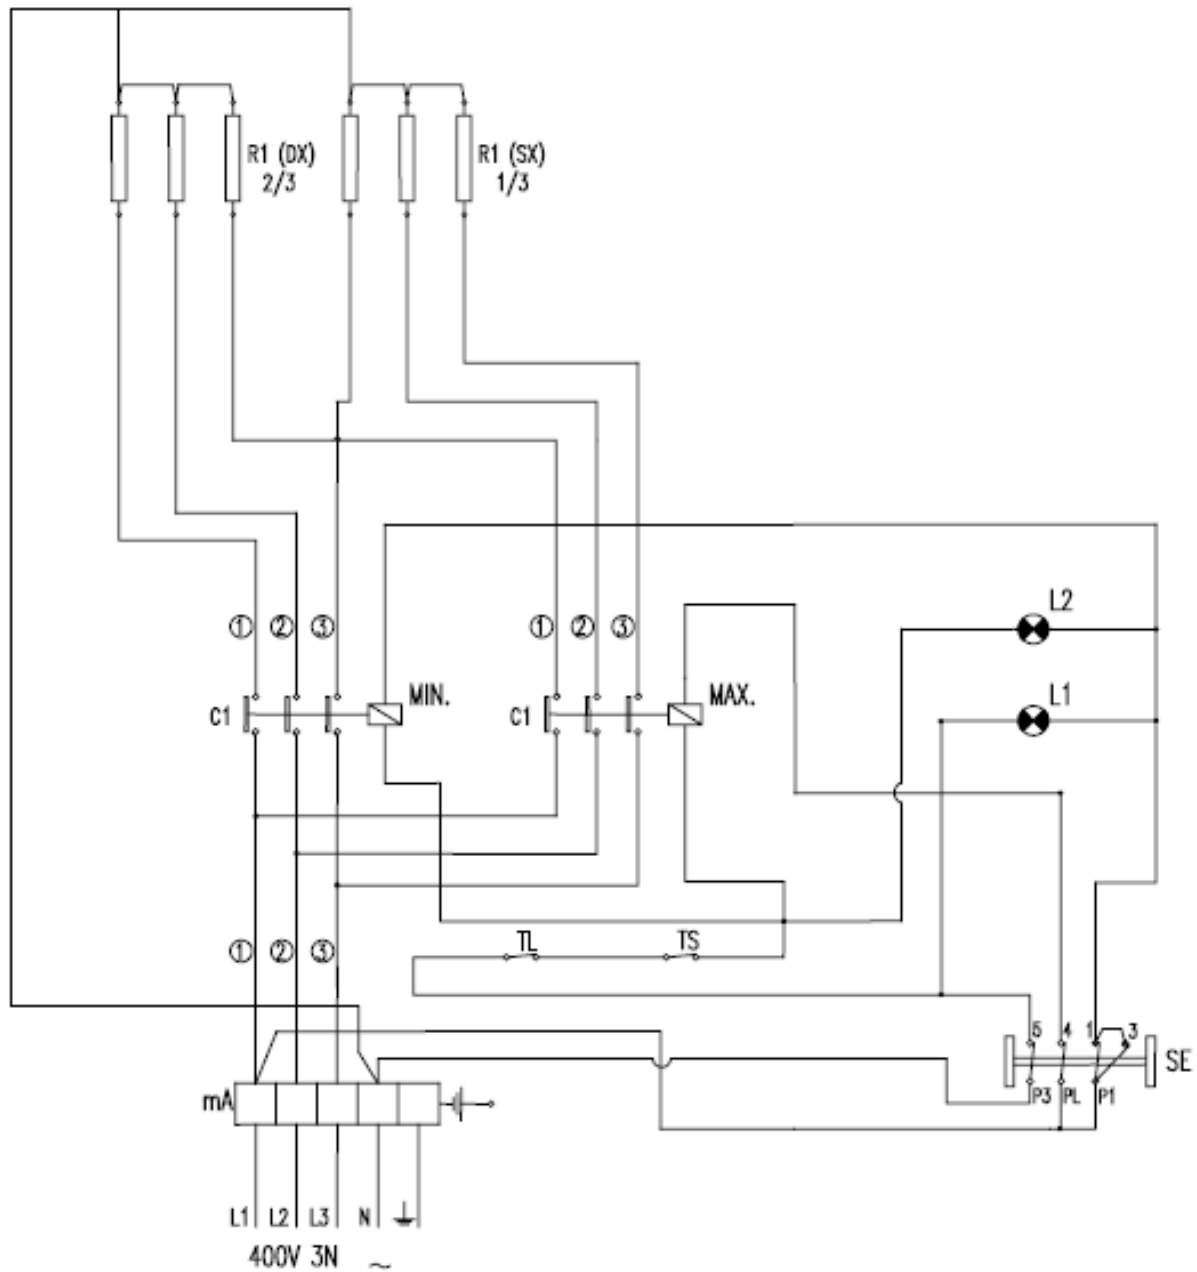 R1 (DX)
2/3
R1 (SX)
1/3
L2
1 2 3
1 2 3
MIN.
MAX.
L1
C1
C1
TL
TS
1 2 3
5 4 1 3
SE
mA
P3 PL P1
L1 L2 L3 N
400V 3N ~